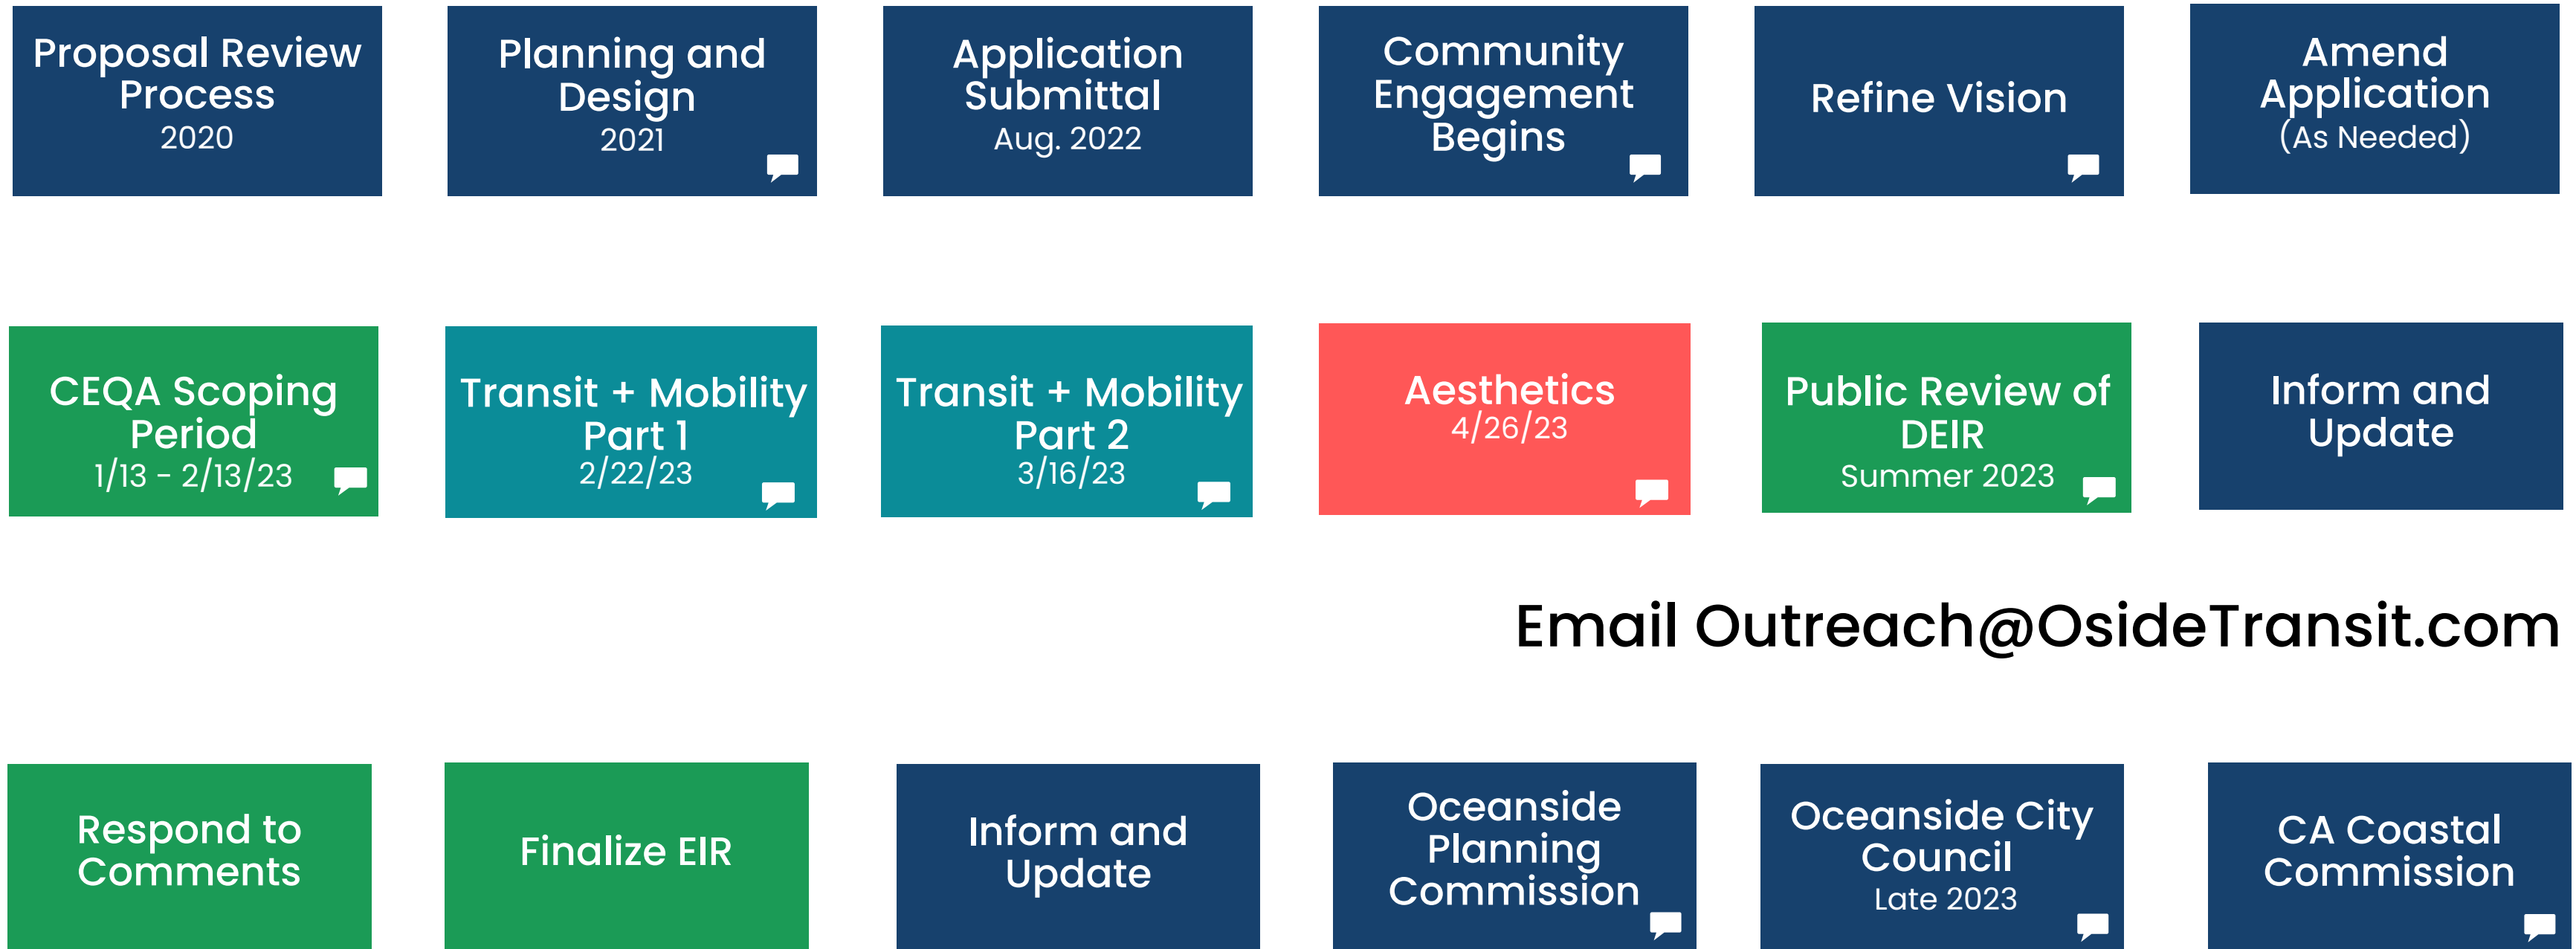 Proposal Review
Process
2020
Planning and
Design
2021
Application
Submittal
Aug. 2022
Community
Engagement
Begins
Refine Vision
Amend
Application
(As Needed)
CEQA Scoping
Period
1/13 - 2/13/23
Transit + Mobility
Part 1
2/22/23
Transit + Mobility
Part 2
3/16/23
Aesthetics
4/26/23
Public Review of
DEIR
Summer 2023
Inform and
Update
Email Outreach@OsideTransit.com
Respond to
Comments
Finalize EIR
Inform and
Update
Oceanside
Planning
Commission
Oceanside City
Council
Late 2023
CA Coastal
Commission